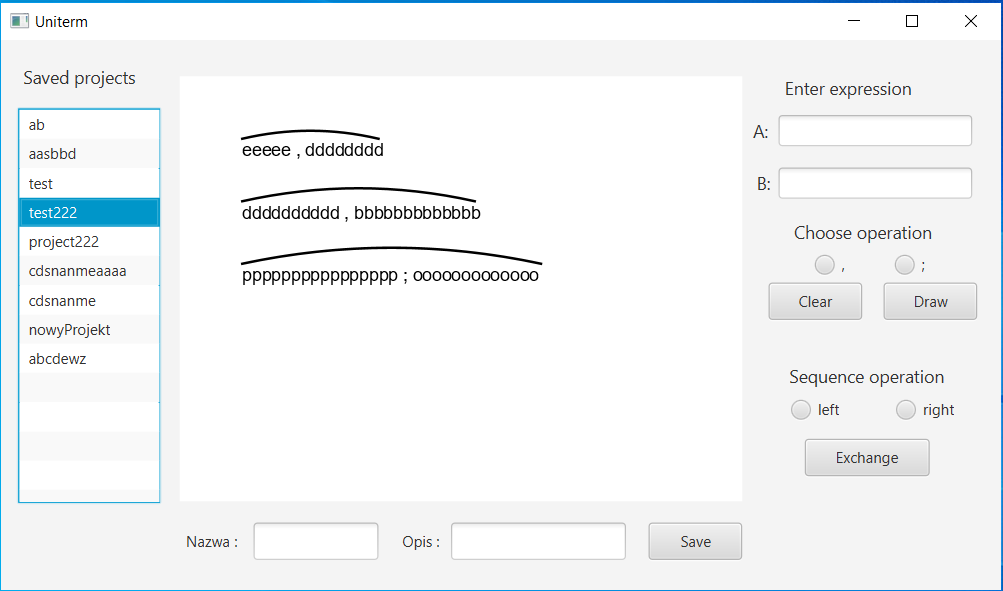 Uniterm
Saved projects
ab
aasbbd
test
test222
project222
cdsnanmeaaaa
cdsnanme
nowyProjekt
abcdewz
eeeee , dddddddd
dddddddddd , bbbbbbbbbbbbb
pppppppppppppppp ; ooooooooooooo
Enter expression
A:
B:
Choose operation
, ;
Clear Draw
Sequence operation
left right
Exchange
Nazwa : Opis : Save